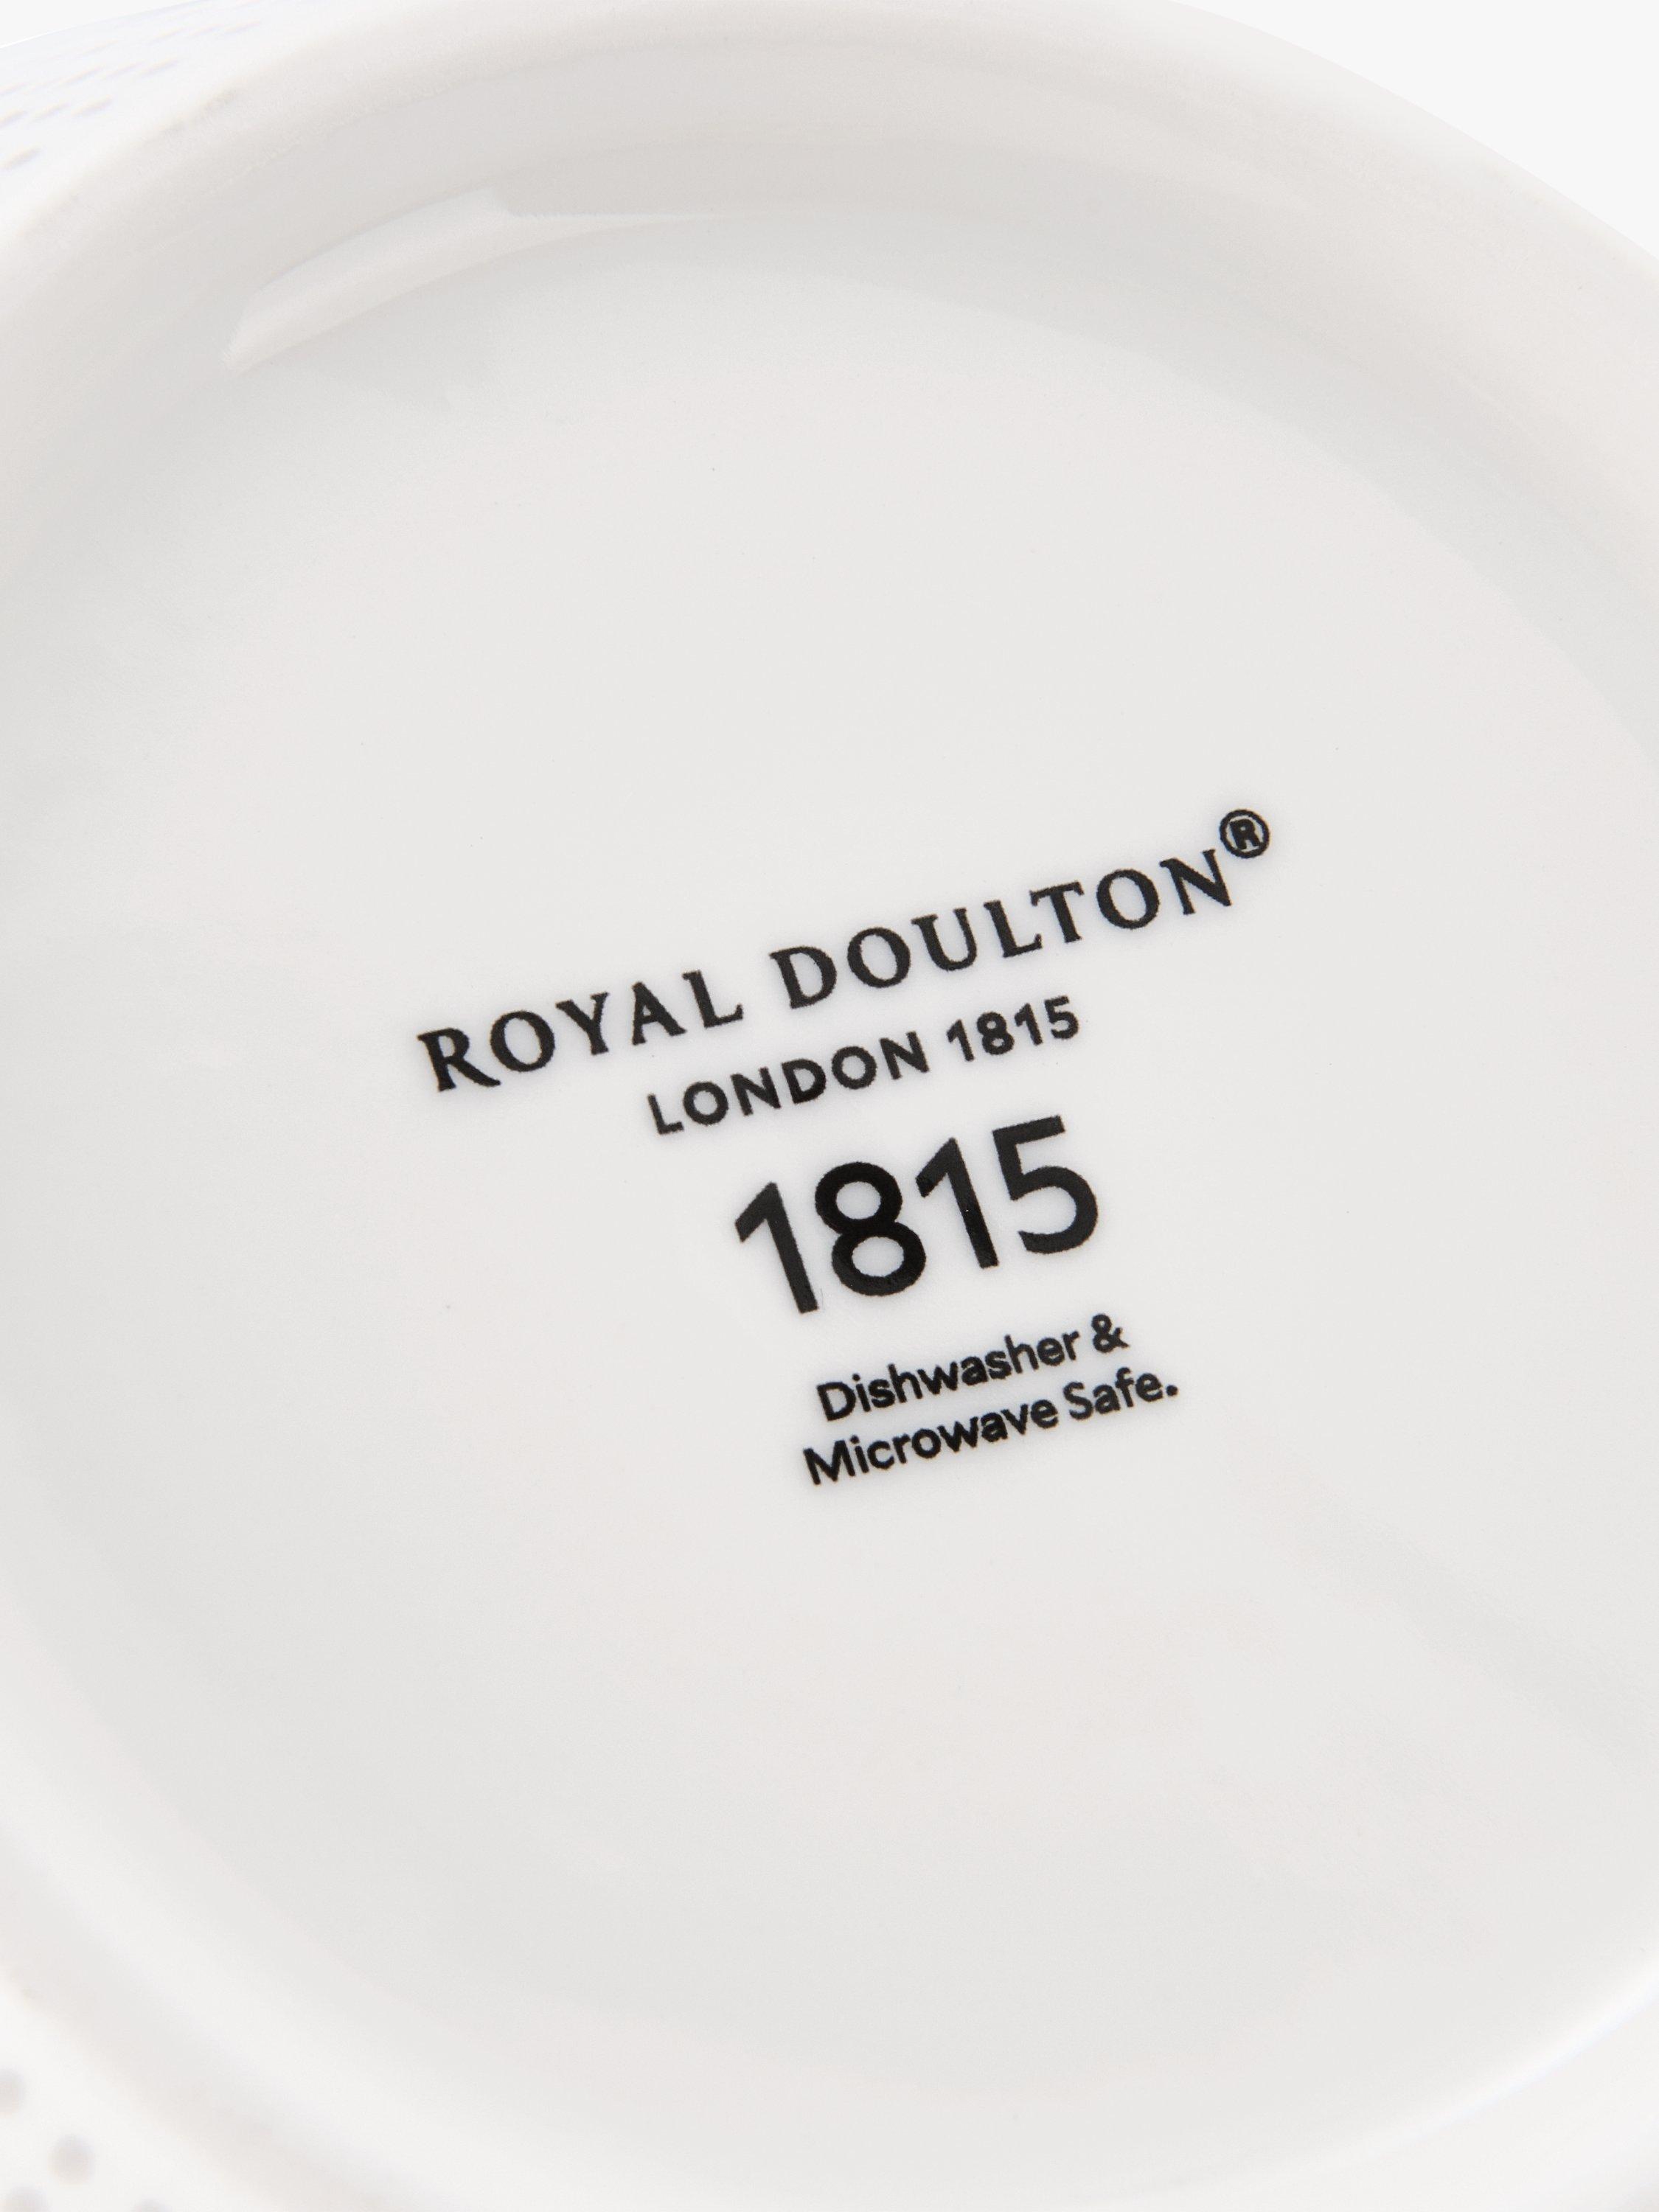 ROYAL DOULTON®
LONDON 1815
1815
Dishwasher &
Microwave Safe.